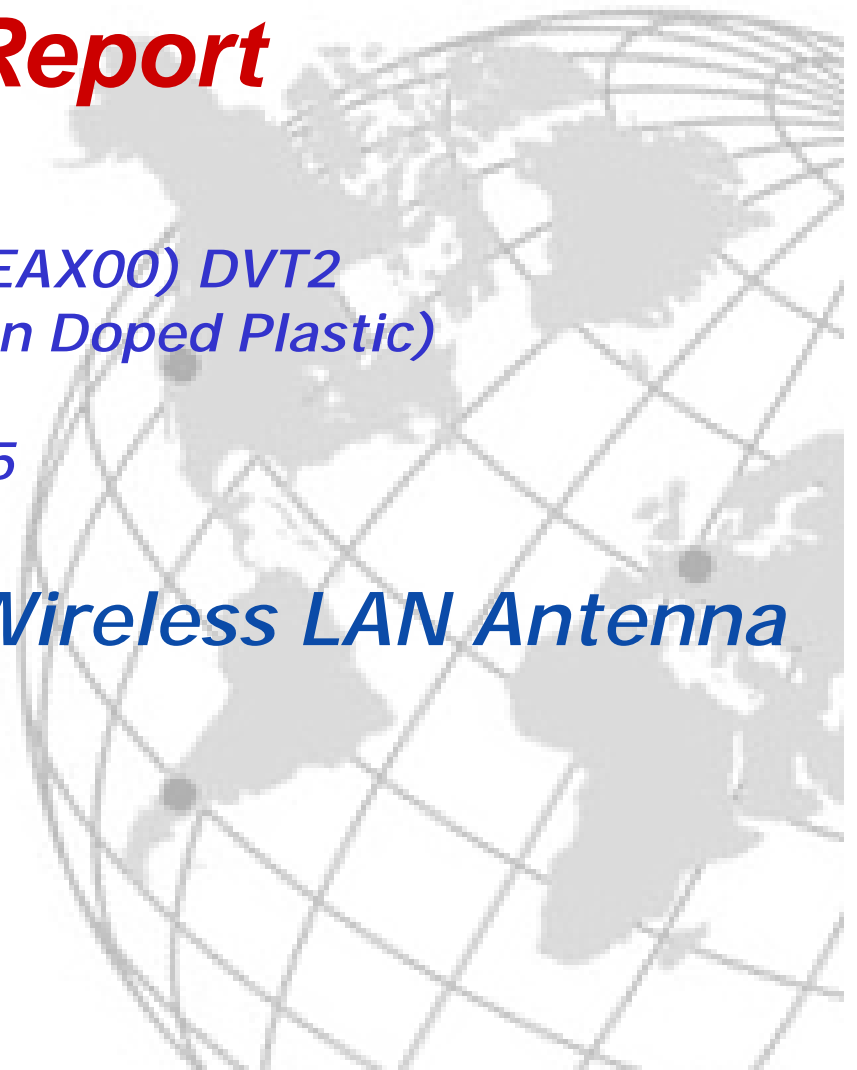 Report
EAX00) DVT2
n Doped Plastic)
5
Wireless LAN Antenna